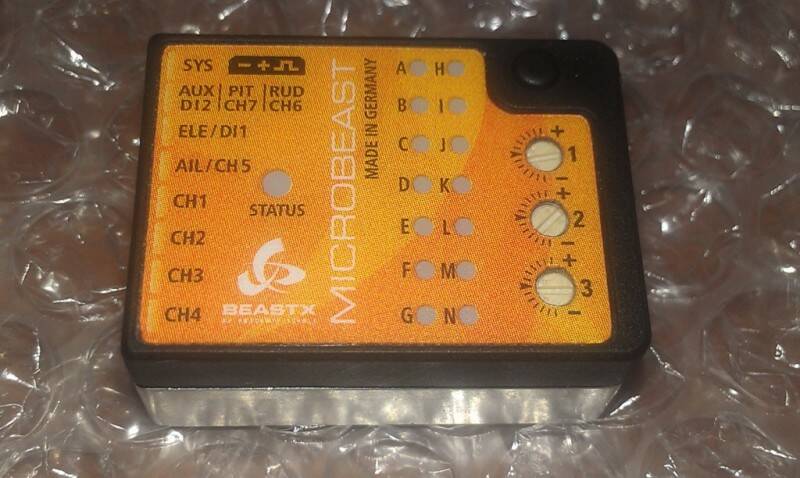 SYS - +
AUX | PIT | RUD
DI2 | CH7 | CH6
ELE/DI1
AIL/CH5
CH1
CH2
CH3
CH4
STATUS
BEASTX
MICROBEAST
MADE IN GERMANY
A H
B I
C J
D K
E L
F M
G N
+
1
-
+
2
-
+
3
-